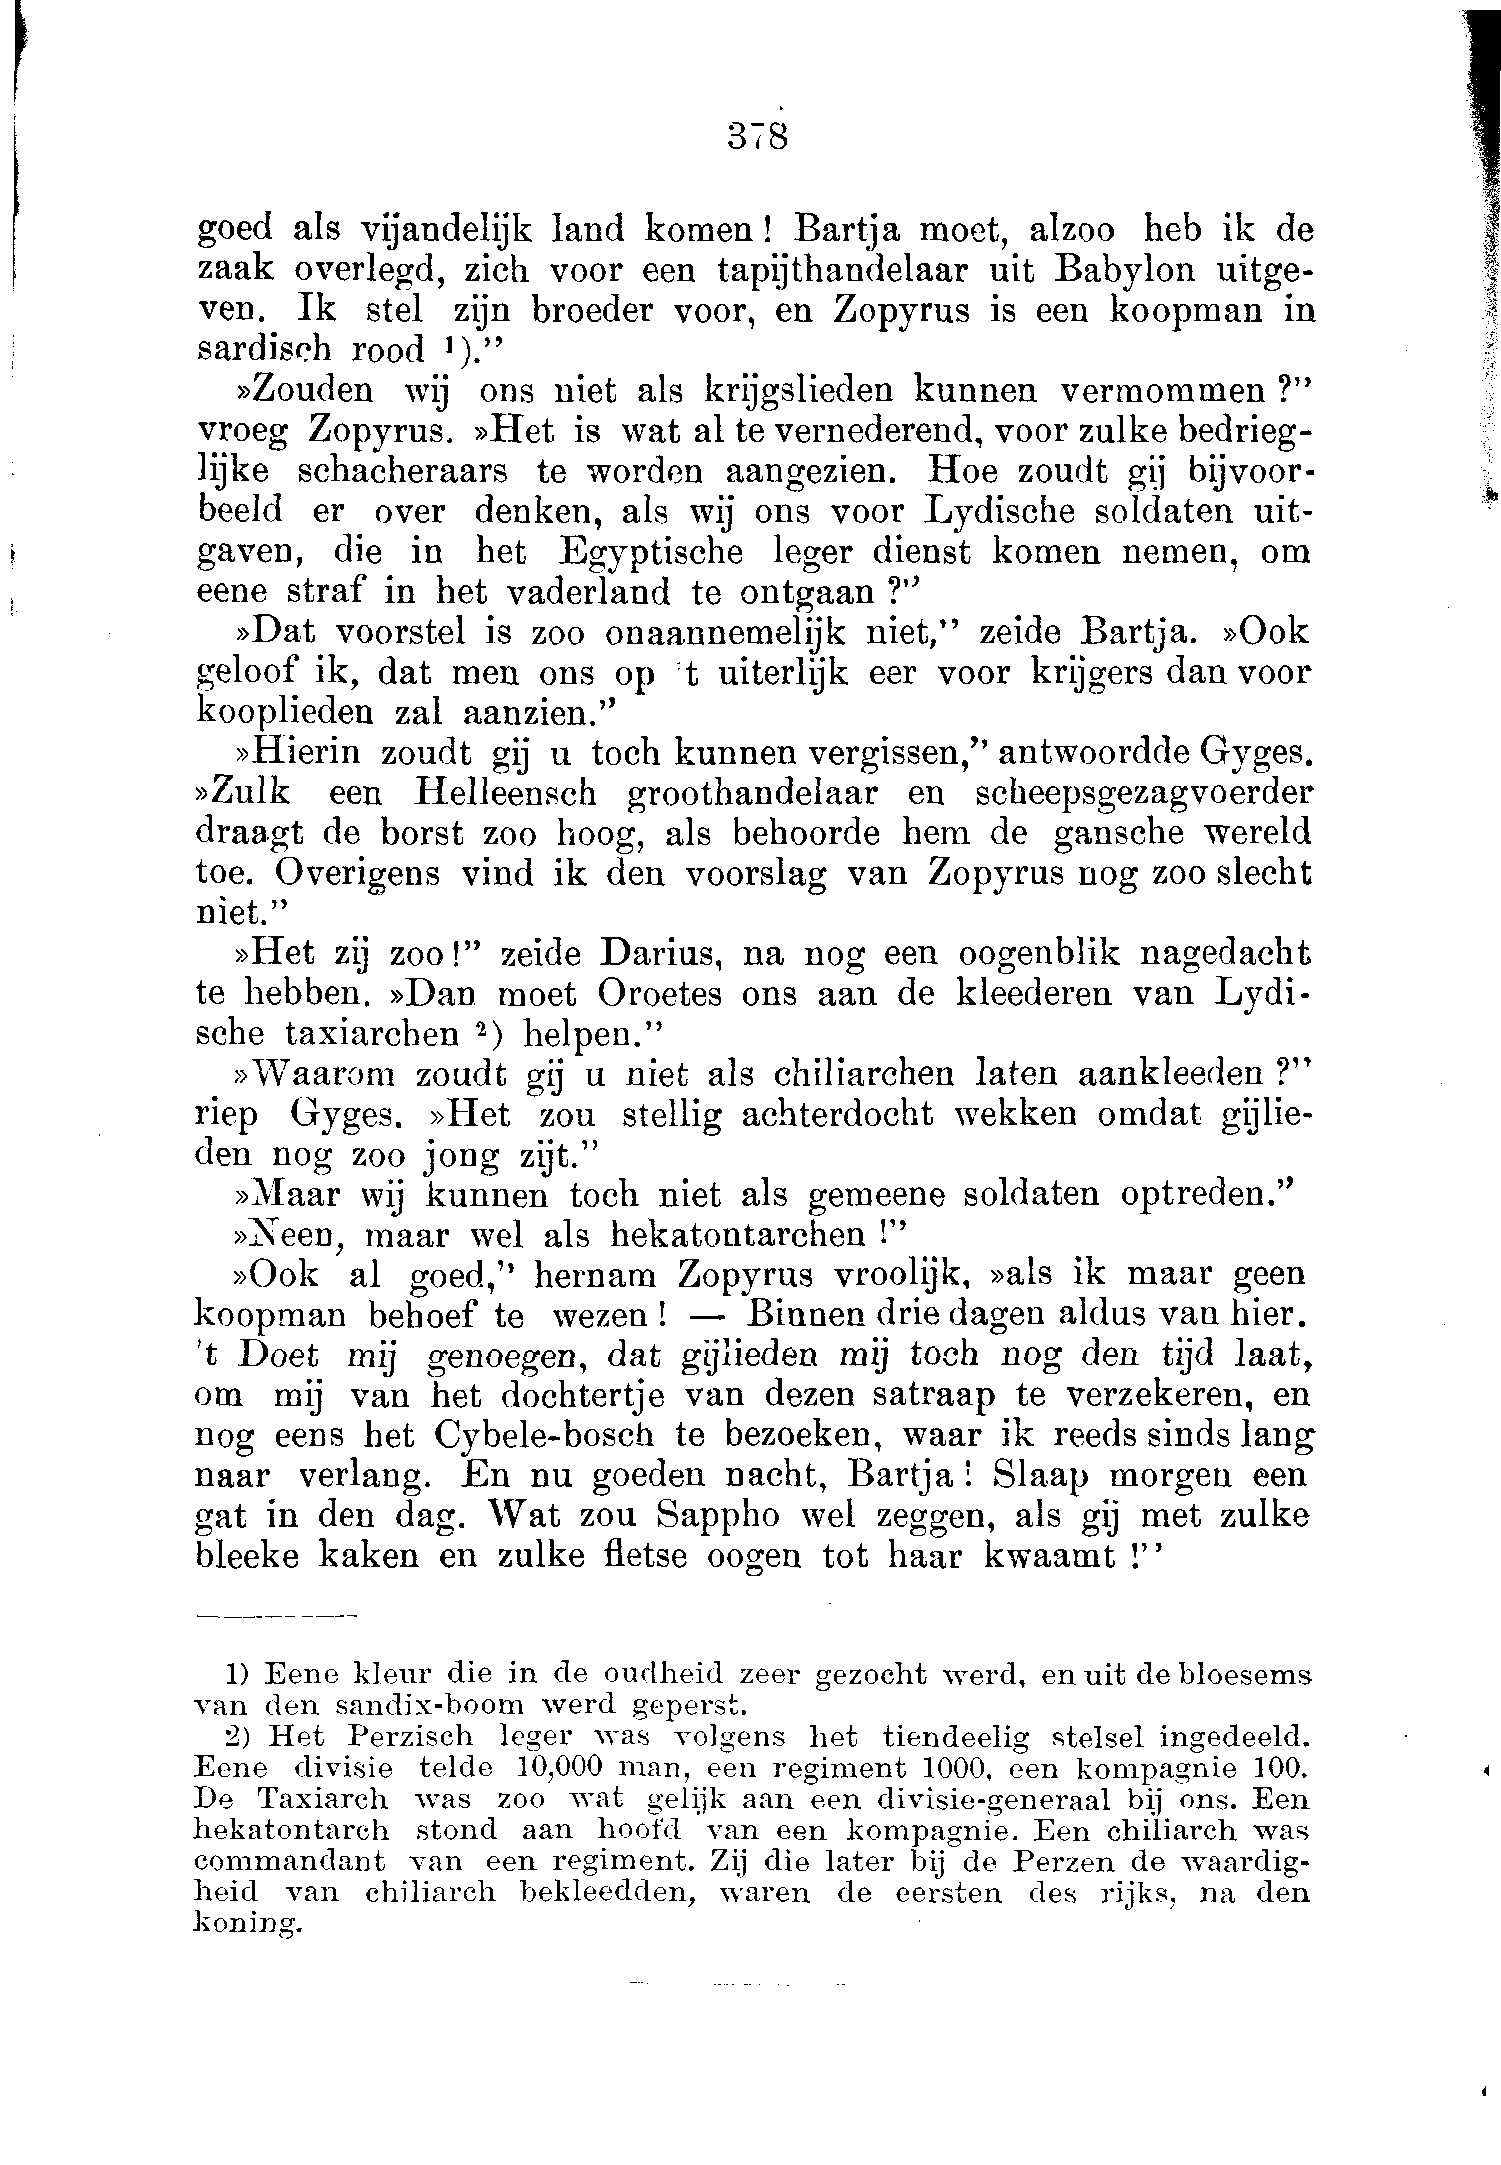 378
goed als vijandelijk land komen! Bartja moet, alzoo heb ik de
zaak overlegd, zich voor een tapijthandelaar uit Babylon uitge-
ven. Ik stel zijn broeder voor, en Zopyrus is een koopman in
sardisch rood ¹)."
»Zouden wij ons niet als krijgslieden kunnen vermommen?"
vroeg Zopyrus. »Het is wat al te vernederend, voor zulke bedrieg-
lijke schacheraars te worden aangezien. Hoe zoudt gij bijvoor-
beeld er over denken, als wij ons voor Lydische soldaten uit-
gaven, die in het Egyptische leger dienst komen nemen, om
eene straf in het vaderland te ontgaan?"
»Dat voorstel is zoo onaannemelijk niet," zeide Bartja. »Ook
geloof ik, dat men ons op 't uiterlijk eer voor krijgers dan voor
kooplieden zal aanzien."
»Hierin zoudt gij u toch kunnen vergissen," antwoordde Gyges.
»Zulk een Helleensch groothandelaar en scheepsgezagvoerder
draagt de borst zoo hoog, als behoorde hem de gansche wereld
toe. Overigens vind ik den voorslag van Zopyrus nog zoo slecht
niet."
»Het zij zoo!" zeide Darius, na nog een oogenblik nagedacht
te hebben. »Dan moet Oroetes ons aan de kleederen van Lydi-
sche taxiarchen ²) helpen."
»Waarom zoudt gij u niet als chiliarchen laten aankleeden?"
riep Gyges. »Het zou stellig achterdocht wekken omdat gijlie-
den nog zoo jong zijt."
»Maar wij kunnen toch niet als gemeene soldaten optreden."
»Neen, maar wel als hekatontarchen!"
»Ook al goed," hernam Zopyrus vroolijk, »als ik maar geen
koopman behoef te wezen! — Binnen drie dagen aldus van hier.
't Doet mij genoegen, dat gijlieden mij toch nog den tijd laat,
om mij van het dochtertje van dezen satraap te verzekeren, en
nog eens het Cybele-bosch te bezoeken, waar ik reeds sinds lang
naar verlang. En nu goeden nacht, Bartja! Slaap morgen een
gat in den dag. Wat zou Sappho wel zeggen, als gij met zulke
bleeke kaken en zulke fletse oogen tot haar kwaamt!"
1) Eene kleur die in de oudheid zeer gezocht werd, en uit de bloesems
van den sandix-boom werd geperst.
2) Het Perzisch leger was volgens het tiendeelig stelsel ingedeeld.
Eene divisie telde 10,000 man, een regiment 1000, een kompagnie 100.
De Taxiarch was zoo wat gelijk aan een divisie-generaal bij ons. Een
hekatontarch stond aan hoofd van een kompagnie. Een chiliarch was
commandant van een regiment. Zij die later bij de Perzen de waardig-
heid van chiliarch bekleedden, waren de eersten des rijks, na den
koning.